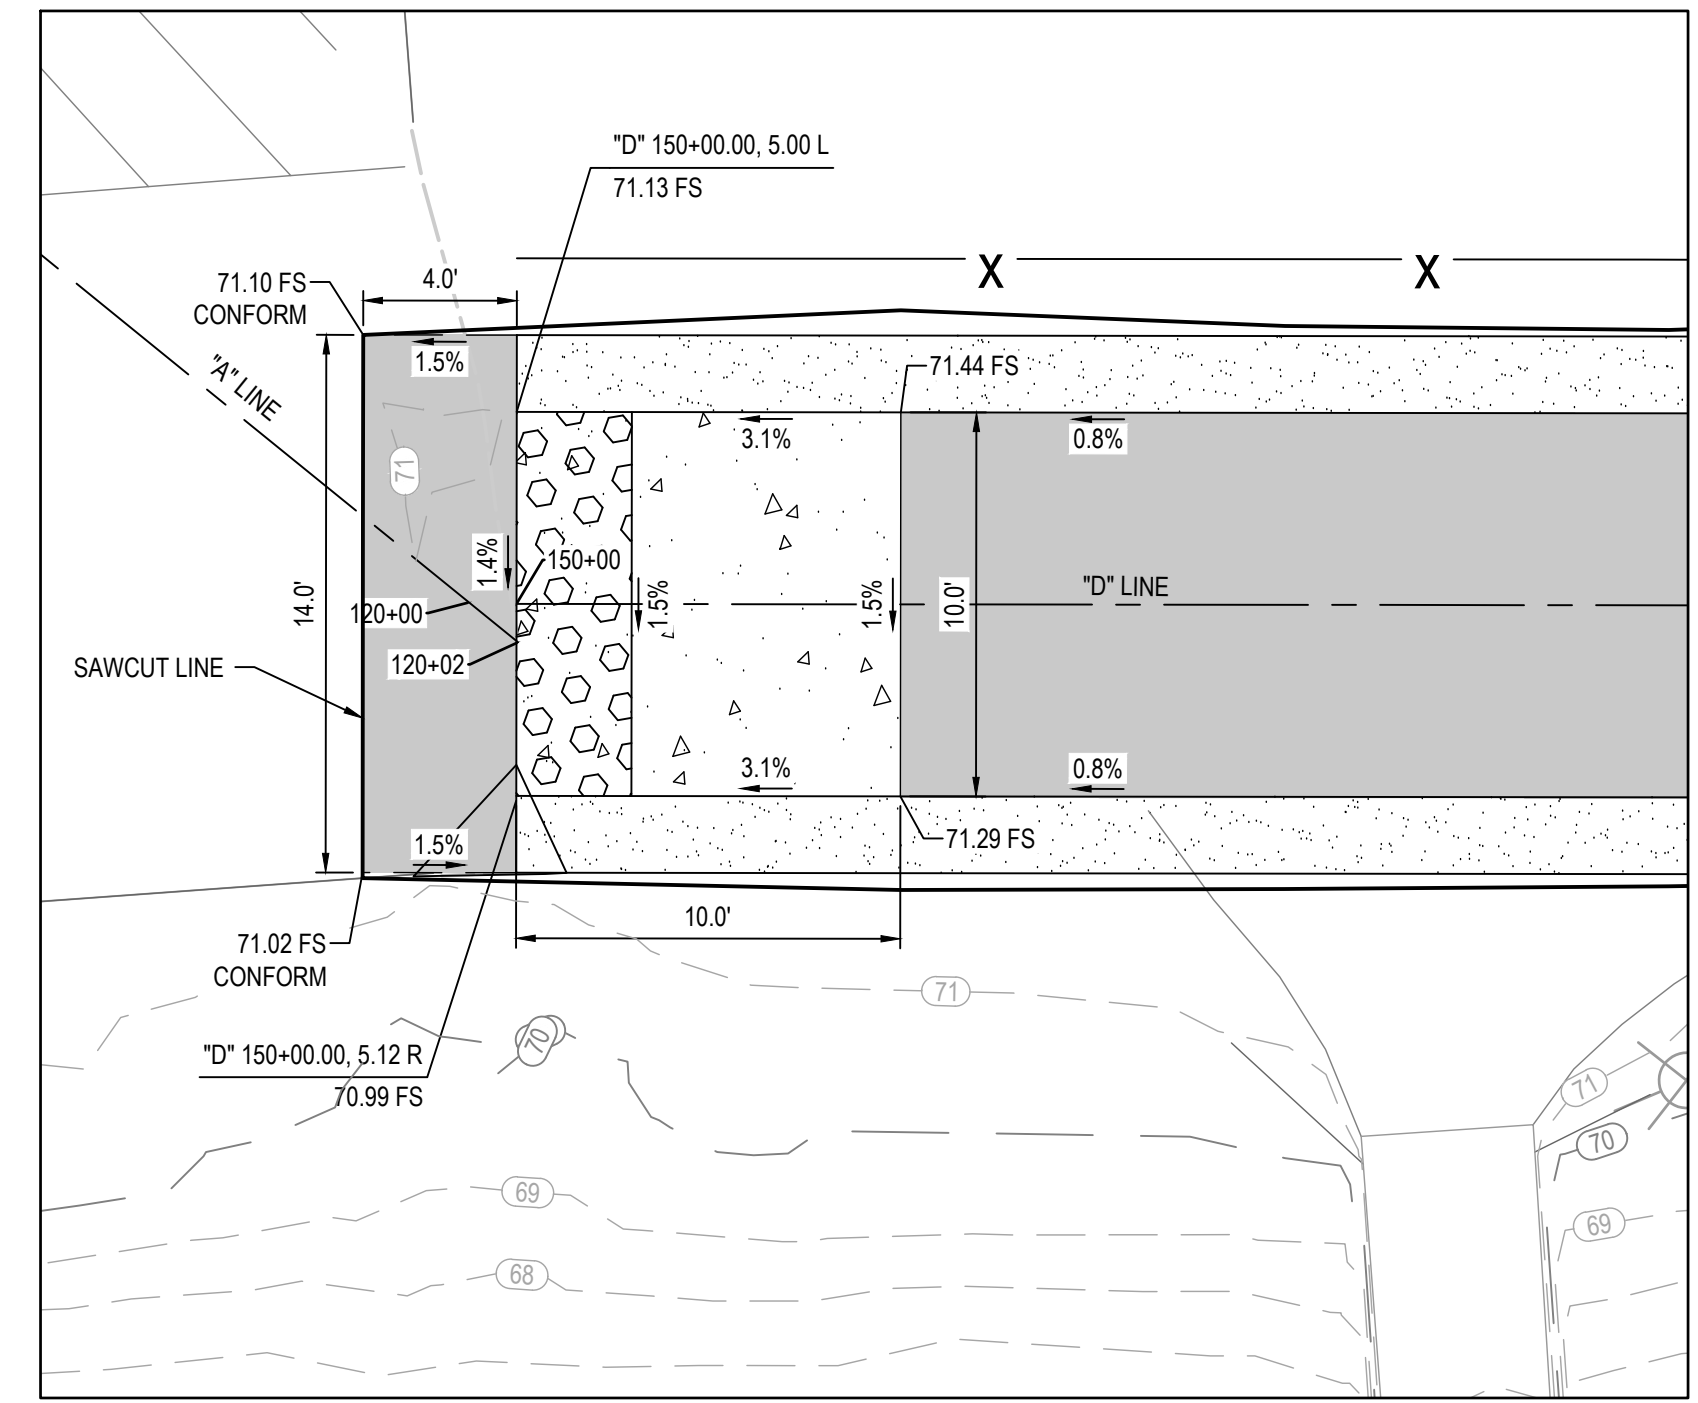 "D" 150+00.00, 5.00 L
71.13 FS
X
X
71.10 FS
CONFORM
4.0'
1.5%
71.44 FS
"A" LINE
3.1%
0.8%
71
1.4%
150+00
1.5%
1.5%
10.0'
"D" LINE
14.0'
120+00
120+02
SAWCUT LINE
3.1%
0.8%
1.5%
71.29 FS
10.0'
71.02 FS
CONFORM
71
70
"D" 150+00.00, 5.12 R
70.99 FS
71
70
69
69
68